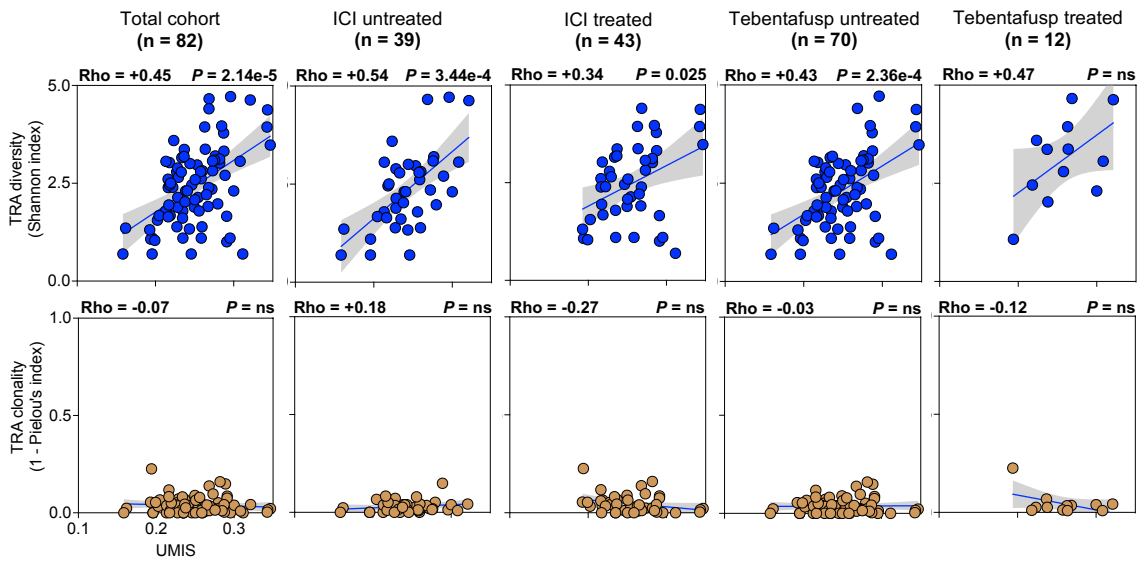 Total cohort
(n = 82)
ICI untreated
(n = 39)
ICI treated
(n = 43)
Tebentafusp untreated
(n = 70)
Tebentafusp treated
(n = 12)
Rho = +0.45 P = 2.14e-5
Rho = +0.54 P = 3.44e-4
Rho = +0.34 P = 0.025
Rho = +0.43 P = 2.36e-4
Rho = +0.47 P = ns
TRA diversity
(Shannon index)
5.0
2.5
0.0
Rho = -0.07 P = ns
Rho = +0.18 P = ns
Rho = -0.27 P = ns
Rho = -0.03 P = ns
Rho = -0.12 P = ns
TRA clonality
(1 - Pielou's index)
1.0
0.5
0.0
0.1 0.2 0.3
UMIS